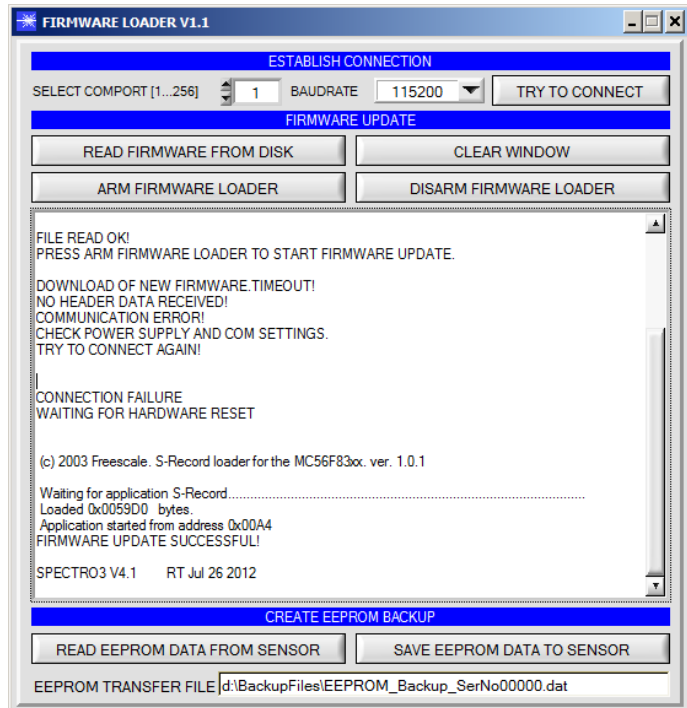 FIRMWARE LOADER V1.1
ESTABLISH CONNECTION
SELECT COMPORT [1...256] 1 BAUDRATE 115200 TRY TO CONNECT
FIRMWARE UPDATE
READ FIRMWARE FROM DISK CLEAR WINDOW
ARM FIRMWARE LOADER DISARM FIRMWARE LOADER
FILE READ OK!
PRESS ARM FIRMWARE LOADER TO START FIRMWARE UPDATE.
DOWNLOAD OF NEW FIRMWARE.TIMEOUT!
NO HEADER DATA RECEIVED!
COMMUNICATION ERROR!
CHECK POWER SUPPLY AND COM SETTINGS.
TRY TO CONNECT AGAIN!
CONNECTION FAILURE
WAITING FOR HARDWARE RESET
(c) 2003 Freescale. S-Record loader for the MC56F83xx. ver. 1.0.1
Waiting for application S-Record.........................................................................................
Loaded 0x0059D0 bytes.
Application started from address 0x00A4
FIRMWARE UPDATE SUCCESSFUL!
SPECTRO3 V4.1 RT Jul 26 2012
CREATE EEPROM BACKUP
READ EEPROM DATA FROM SENSOR SAVE EEPROM DATA TO SENSOR
EEPROM TRANSFER FILE d:\BackupFiles\EEPROM_Backup_SerNo00000.dat